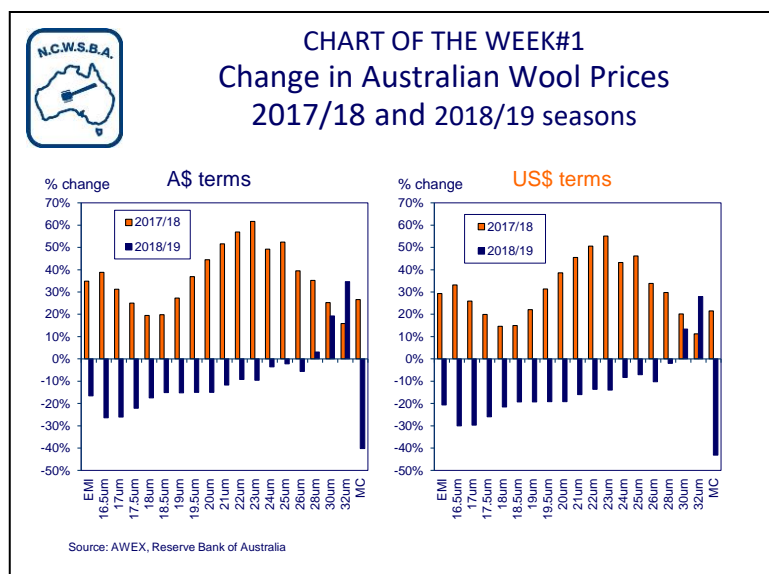 N.C.W.S.B.A.
CHART OF THE WEEK#1
Change in Australian Wool Prices
2017/18 and 2018/19 seasons
A$ terms
% change
70%
60%
50%
40%
30%
20%
10%
0%
-10%
-20%
-30%
-40%
-50%
2017/18
2018/19
EMI
16.5um
17um
17.5um
18um
18.5um
19um
19.5um
20um
21um
22um
23um
24um
25um
26um
28um
30um
32um
MC
US$ terms
% change
70%
60%
50%
40%
30%
20%
10%
0%
-10%
-20%
-30%
-40%
-50%
2017/18
2018/19
EMI
16.5um
17um
17.5um
18um
18.5um
19um
19.5um
20um
21um
22um
23um
24um
25um
26um
28um
30um
32um
MC
Source: AWEX, Reserve Bank of Australia